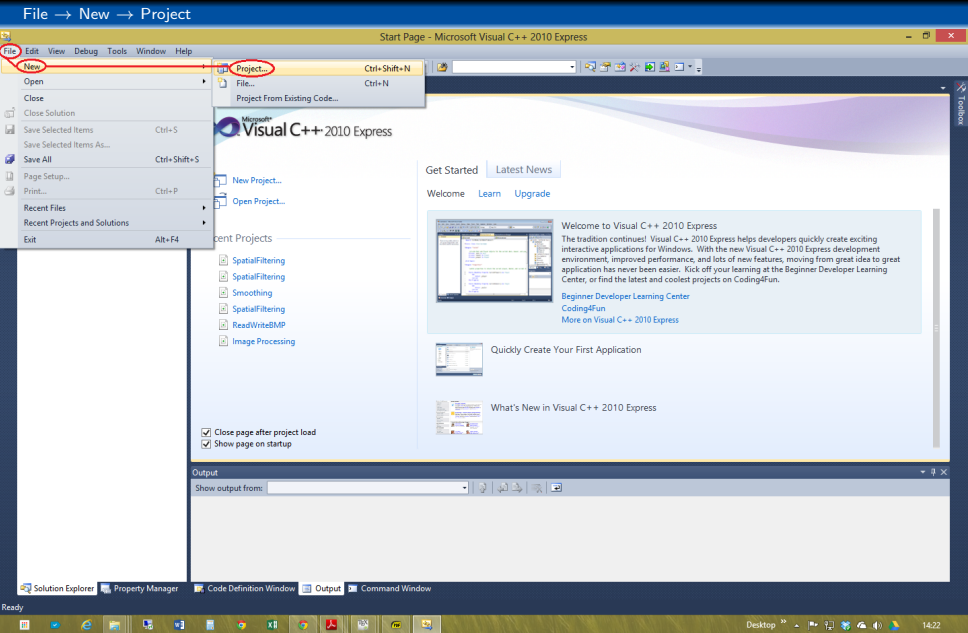 File → New → Project
Start Page - Microsoft Visual C++ 2010 Express
File Edit View Debug Tools Window Help
New
Project... Ctrl+Shift+N
Open
File... Ctrl+N
Close
Project From Existing Code...
Close Solution
Save Selected Items Ctrl+S
Save Selected Items As...
Save All Ctrl+Shift+S
Page Setup...
Print... Ctrl+P
Recent Files
Recent Projects and Solutions
Exit Alt+F4
Toolbox
Microsoft®
Visual C++ 2010 Express
New Project...
Open Project...
cent Projects
SpatialFiltering
SpatialFiltering
Smoothing
SpatialFiltering
ReadWriteBMP
Image Processing
Close page after project load
Show page on startup
Get Started Latest News
Welcome Learn Upgrade
Welcome to Visual C++ 2010 Express
The tradition continues! Visual C++ 2010 Express helps developers quickly create exciting
interactive applications for Windows. With the new Visual C++ 2010 Express development
environment, improved performance, and lots of new features, moving from great idea to great
application has never been easier. Kick off your learning at the Beginner Developer Learning
Center, or find the latest and coolest projects on Coding4Fun.
Beginner Developer Learning Center
Coding4Fun
More on Visual C++ 2010 Express
Quickly Create Your First Application
What's New in Visual C++ 2010 Express
Output
Show output from:
Solution Explorer Property Manager Code Definition Window Output Command Window
Ready
Desktop 14:22